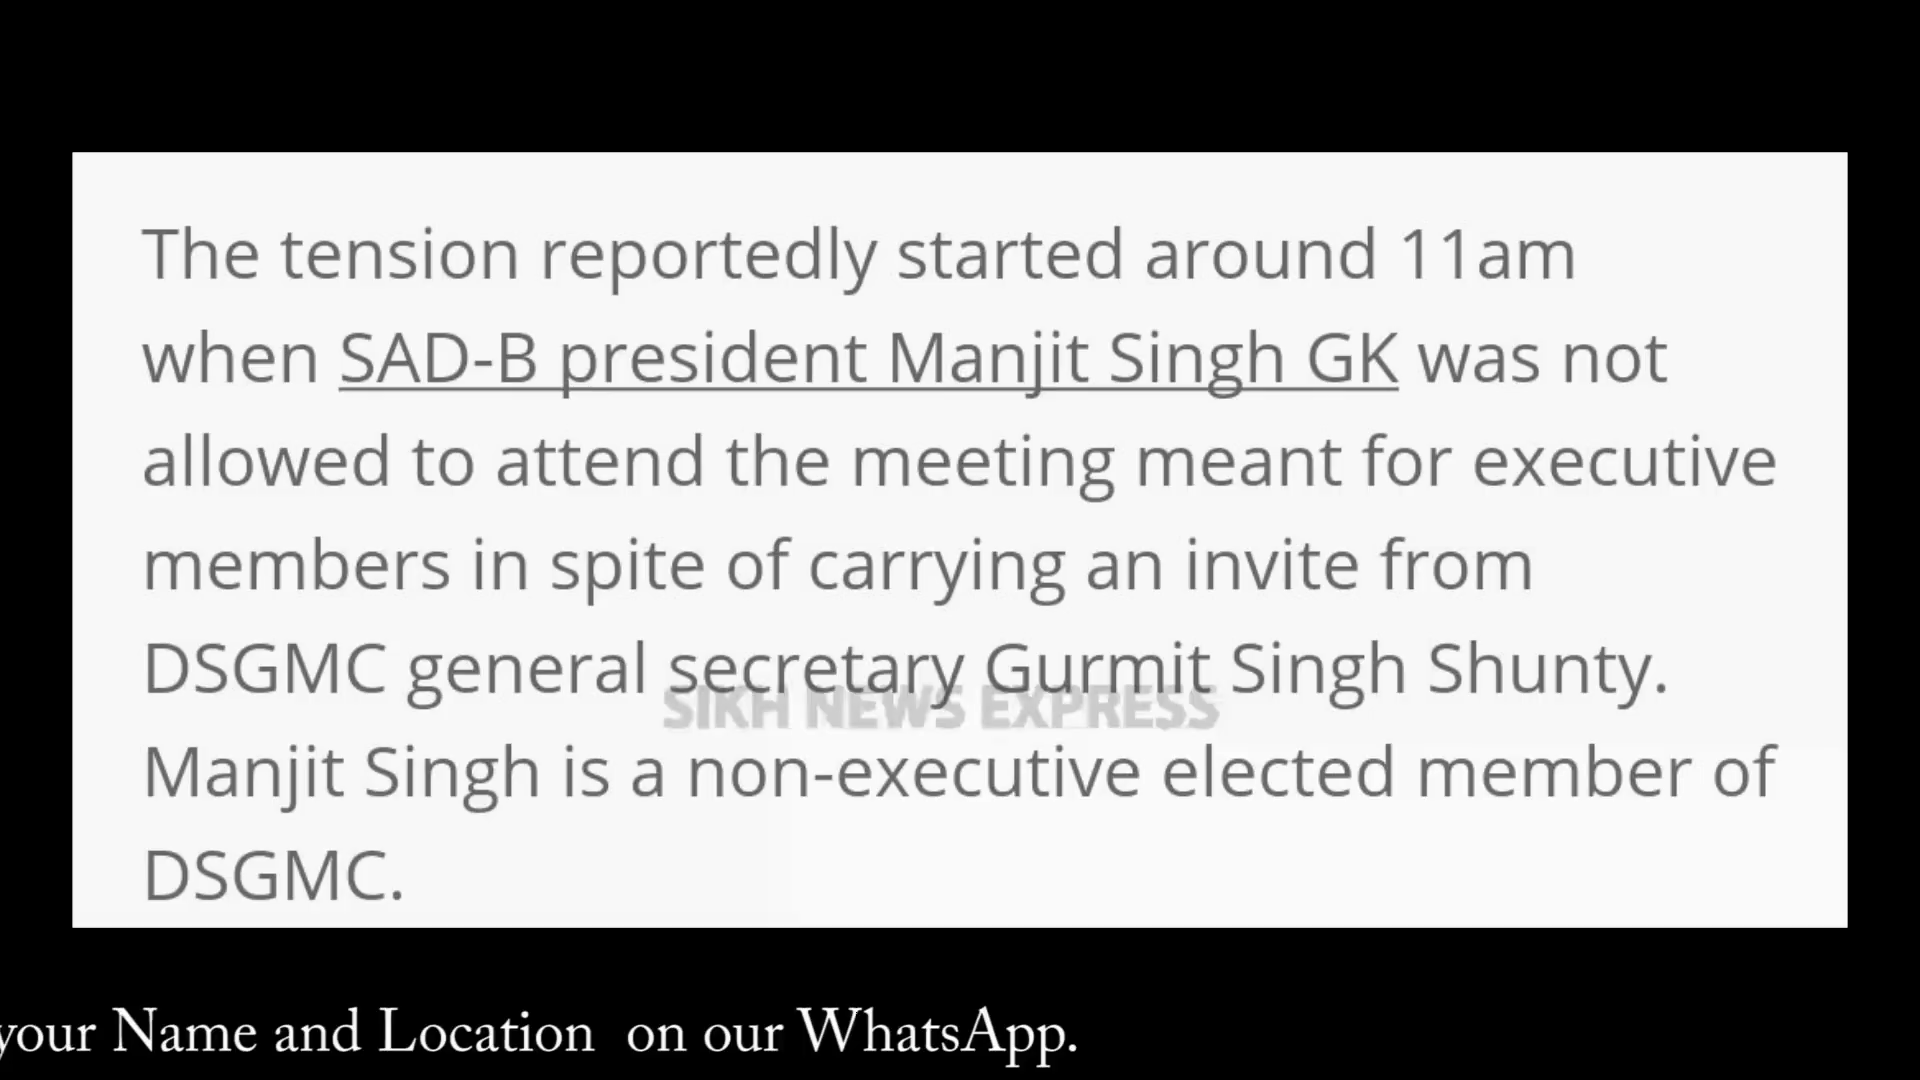 The tension reportedly started around 11am
when SAD-B president Manjit Singh GK was not
allowed to attend the meeting meant for executive
members in spite of carrying an invite from
DSGMC general secretary Gurmit Singh Shunty.
SIKH NEWS EXPRESS
Manjit Singh is a non-executive elected member of
DSGMC.
your Name and Location on our WhatsApp.